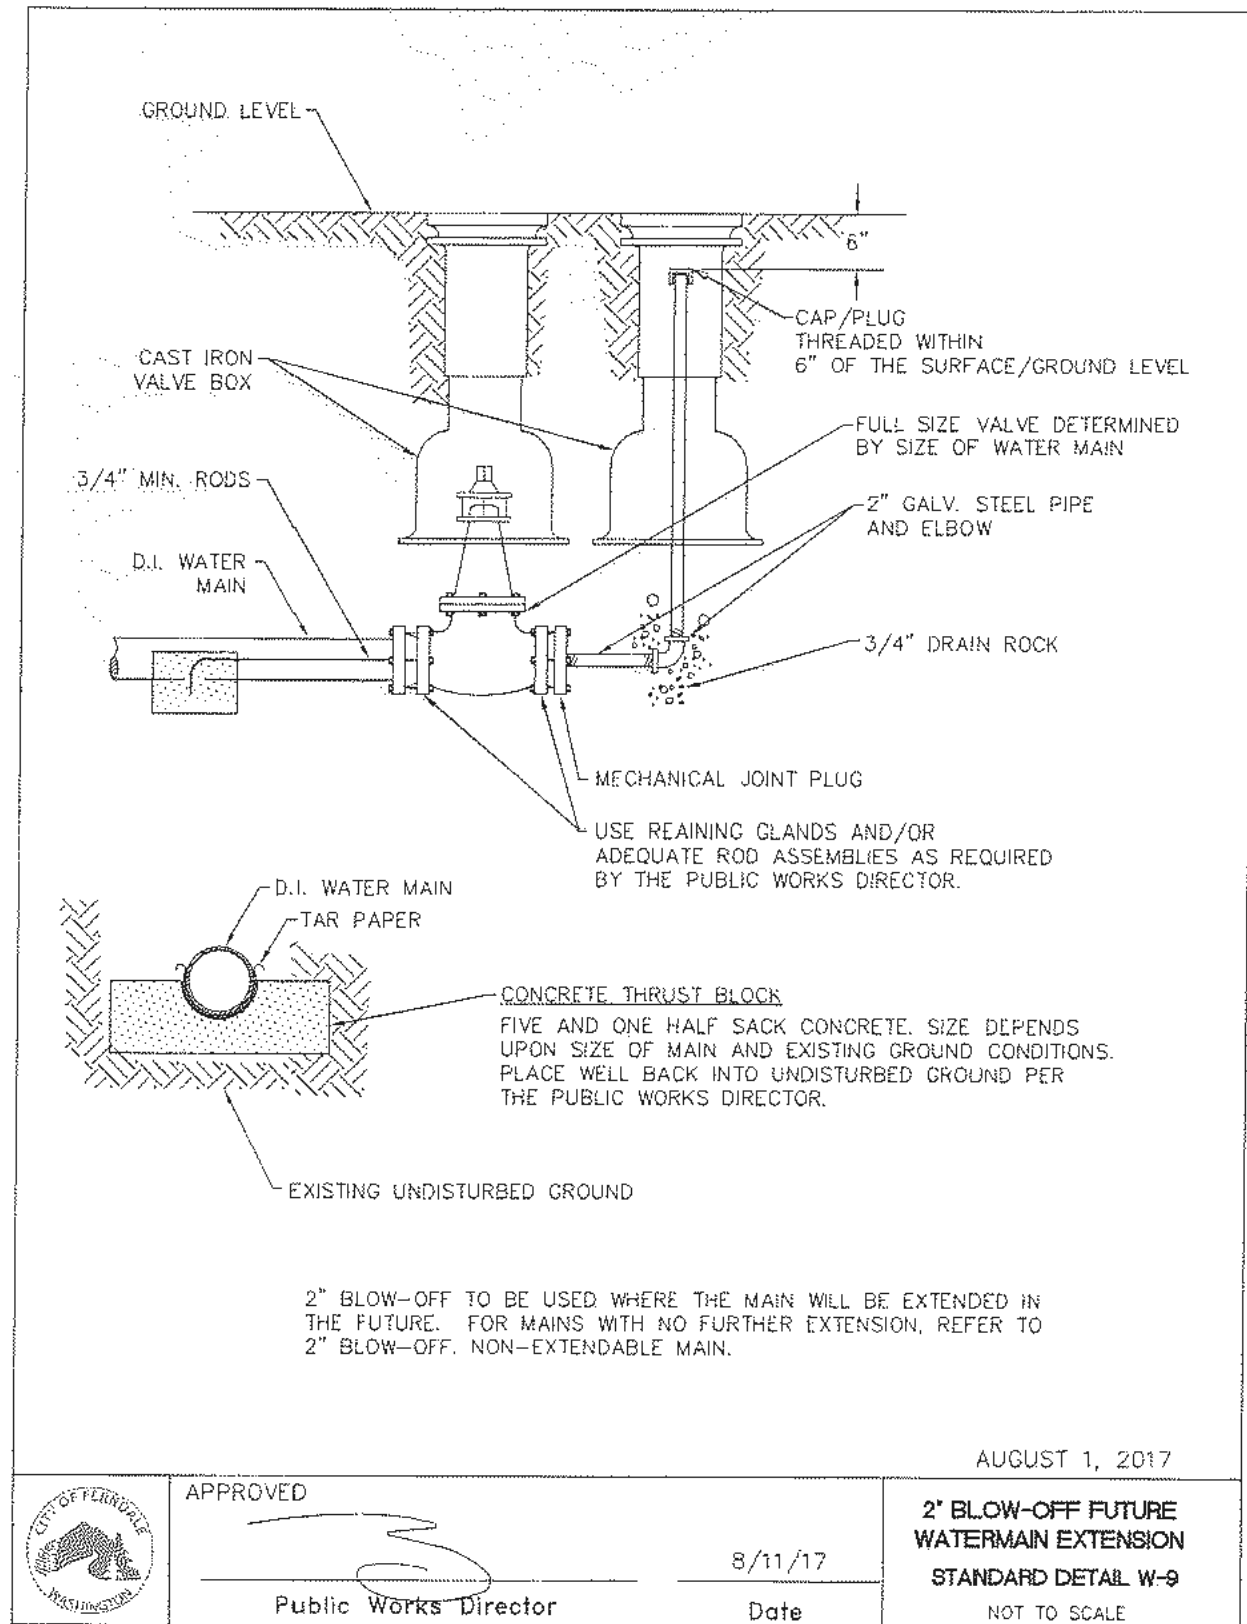 GROUND LEVEL
6"
CAP/PLUG
THREADED WITHIN
6" OF THE SURFACE/GROUND LEVEL
CAST IRON
VALVE BOX
FULL SIZE VALVE DETERMINED
BY SIZE OF WATER MAIN
3/4" MIN. RODS
2" GALV. STEEL PIPE
AND ELBOW
D.I. WATER
MAIN
3/4" DRAIN ROCK
MECHANICAL JOINT PLUG
USE REAINING GLANDS AND/OR
ADEQUATE ROD ASSEMBLIES AS REQUIRED
BY THE PUBLIC WORKS DIRECTOR.
D.I. WATER MAIN
TAR PAPER
CONCRETE THRUST BLOCK
FIVE AND ONE HALF SACK CONCRETE. SIZE DEPENDS
UPON SIZE OF MAIN AND EXISTING GROUND CONDITIONS.
PLACE WELL BACK INTO UNDISTURBED GROUND PER
THE PUBLIC WORKS DIRECTOR.
EXISTING UNDISTURBED GROUND
2" BLOW-OFF TO BE USED WHERE THE MAIN WILL BE EXTENDED IN
THE FUTURE. FOR MAINS WITH NO FURTHER EXTENSION, REFER TO
2" BLOW-OFF. NON-EXTENDABLE MAIN.
AUGUST 1, 2017
CITY OF FERNDALE
WASHINGTON
APPROVED
Public Works Director
8/11/17
Date
2" BLOW-OFF FUTURE
WATERMAIN EXTENSION
STANDARD DETAIL W-9
NOT TO SCALE